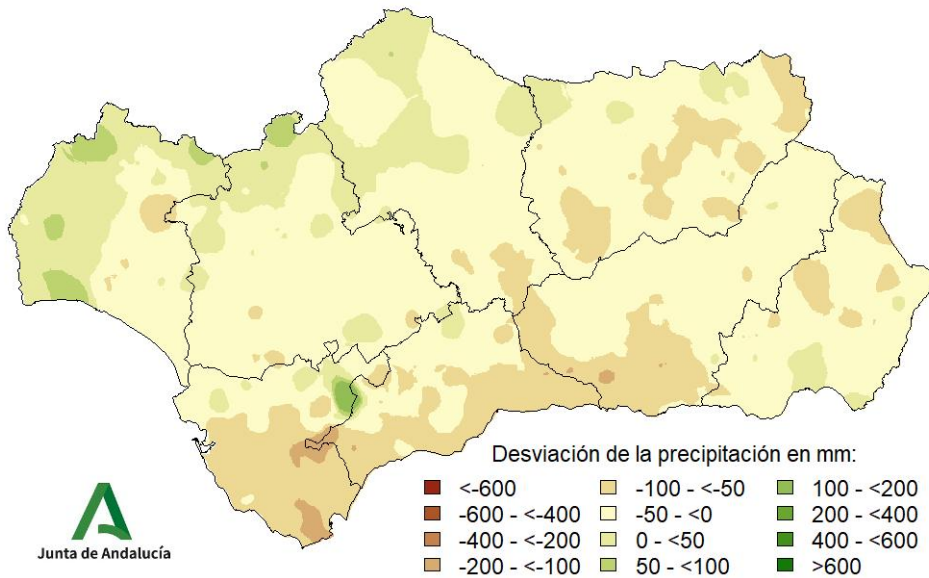 Desviación de la precipitación en mm:
<-600
-600 - <-400
-400 - <-200
-200 - <-100
-100 - <-50
-50 - <0
0 - <50
50 - <100
100 - <200
200 - <400
400 - <600
>600
Junta de Andalucía